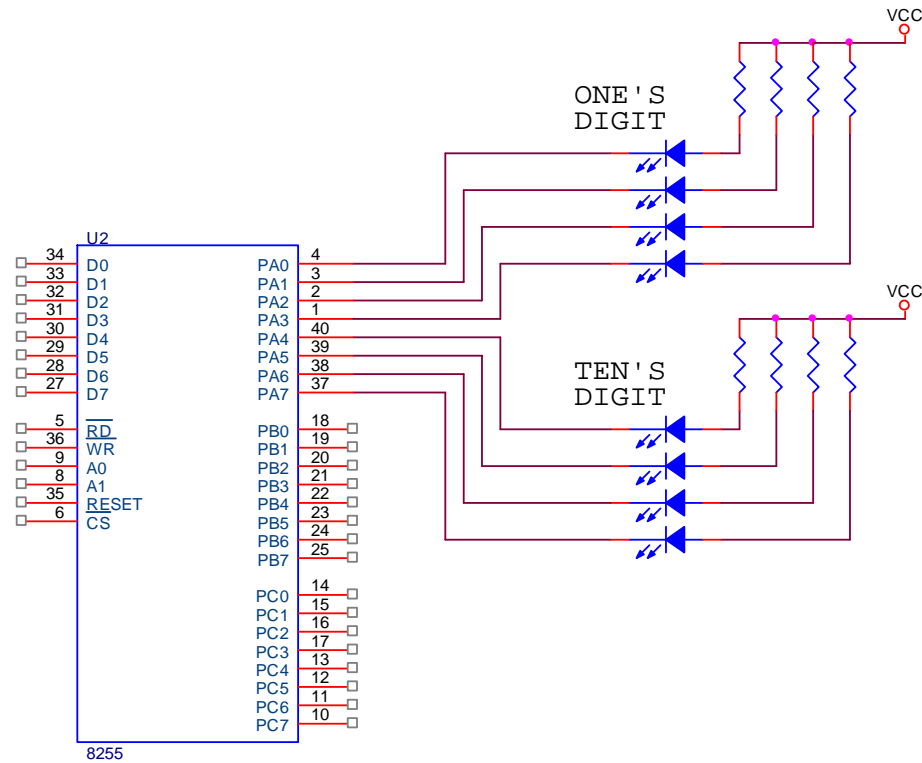 VCC
ONE'S
DIGIT
U2
34 D0 PA0 4
33 D1 PA1 3
32 D2 PA2 2
31 D3 PA3 1
30 D4 PA4 40
29 D5 PA5 39
28 D6 PA6 38
27 D7 PA7 37
VCC
TEN'S
DIGIT
5 RD PB0 18
36 WR PB1 19
9 A0 PB2 20
8 A1 PB3 21
35 RESET PB4 22
6 CS PB5 23
PB6 24
PB7 25
PC0 14
PC1 15
PC2 16
PC3 17
PC4 13
PC5 12
PC6 11
PC7 10
8255